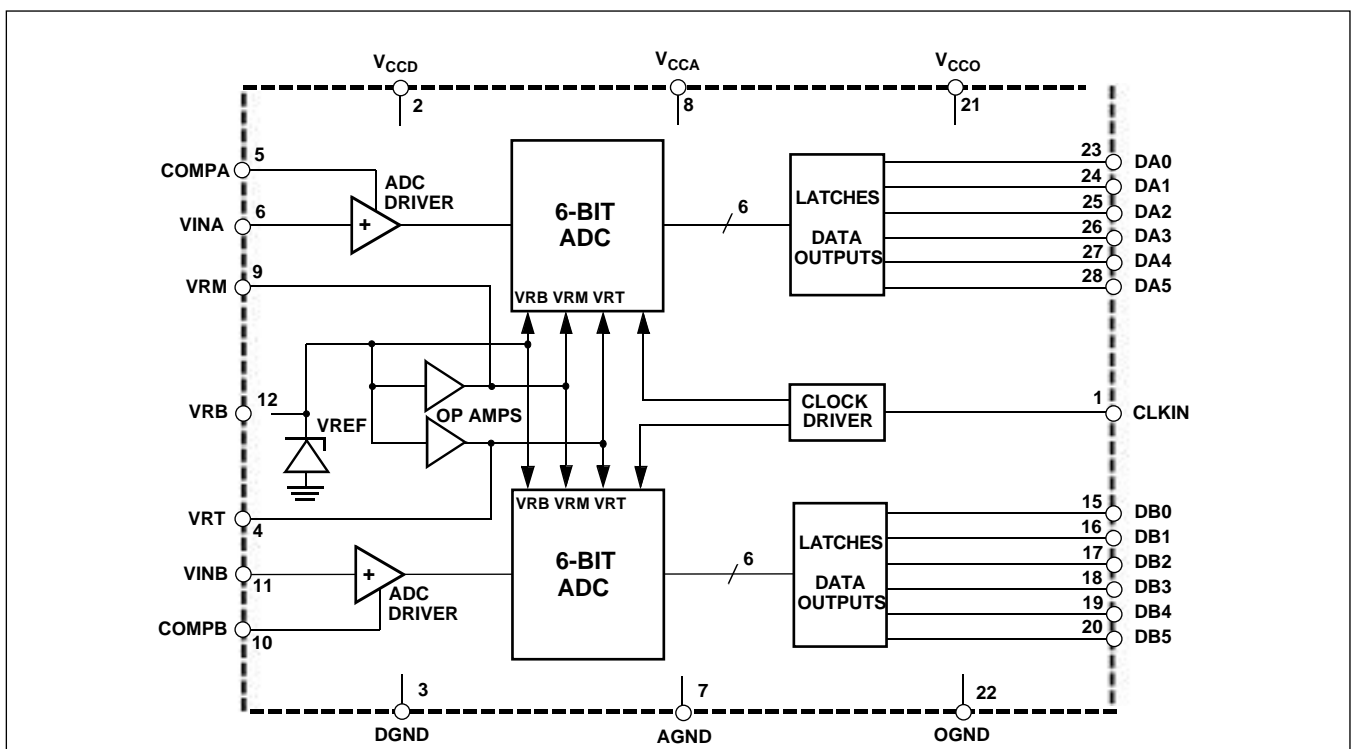 VCCD
2
VCCA
8
VCCO
21
COMPA
5
ADC
DRIVER
VINA
6
+
VRM
9
6-BIT
ADC
VRB VRM VRT
6
LATCHES
DATA
OUTPUTS
23
DA0
24
DA1
25
DA2
26
DA3
27
DA4
28
DA5
VRB
12
VREF
OP AMPS
CLOCK
DRIVER
1
CLKIN
VRT
4
VINB
11
+
ADC
DRIVER
COMPB
10
VRB VRM VRT
6-BIT
ADC
6
LATCHES
DATA
OUTPUTS
15
DB0
16
DB1
17
DB2
18
DB3
19
DB4
20
DB5
3
DGND
7
AGND
22
OGND